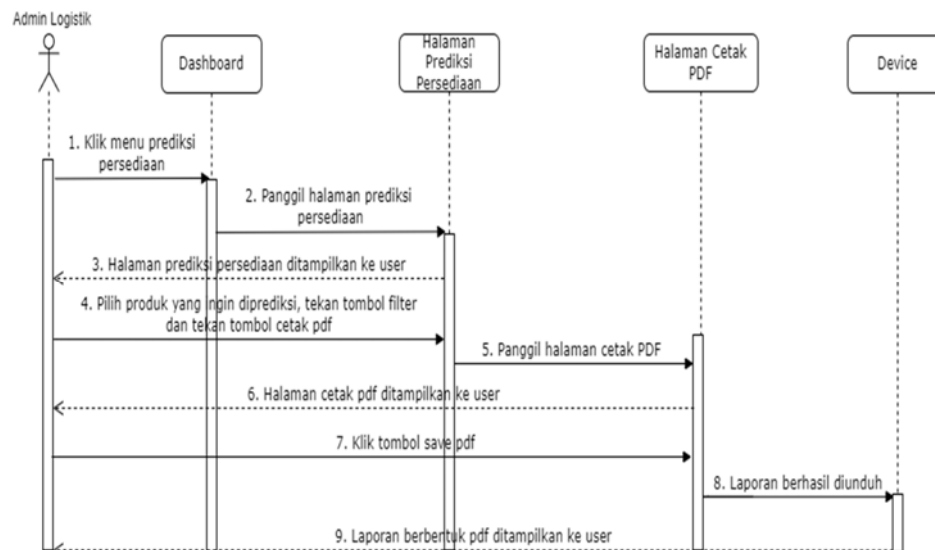 Admin Logistik
Dashboard
Halaman
Prediksi
Persediaan
Halaman Cetak
PDF
Device
1. Klik menu prediksi
persediaan
2. Panggil halaman prediksi
persediaan
3. Halaman prediksi persediaan ditampilkan ke user
4. Pilih produk yang ingin diprediksi, tekan tombol filter
dan tekan tombol cetak pdf
5. Panggil halaman cetak PDF
6. Halaman cetak pdf ditampilkan ke user
7. Klik tombol save pdf
8. Laporan berhasil diunduh
9. Laporan berbentuk pdf ditampilkan ke user